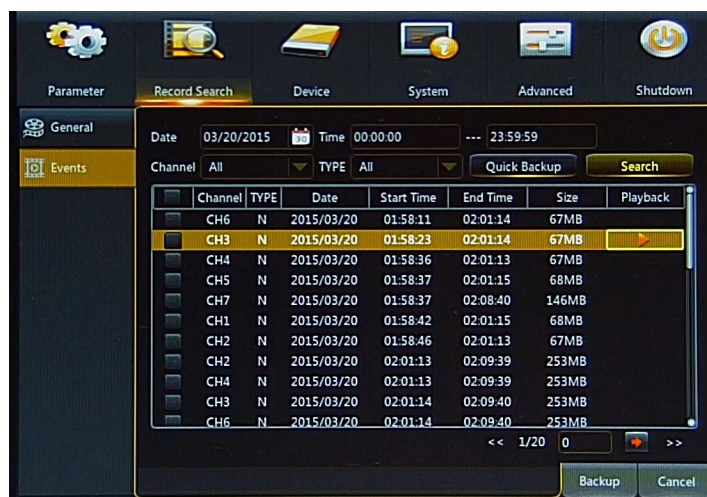 Parameter Record Search Device System Advanced Shutdown
General
Events
Date 03/20/2015 30 Time 00:00:00 --- 23:59:59
Channel All TYPE All Quick Backup Search
Channel TYPE Date Start Time End Time Size Playback
CH6 N 2015/03/20 01:58:11 02:01:14 67MB
CH3 N 2015/03/20 01:58:23 02:01:14 67MB
CH4 N 2015/03/20 01:58:36 02:01:13 67MB
CH5 N 2015/03/20 01:58:37 02:01:15 68MB
CH7 N 2015/03/20 01:58:37 02:08:40 146MB
CH1 N 2015/03/20 01:58:42 02:01:15 68MB
CH2 N 2015/03/20 01:58:46 02:01:13 67MB
CH2 N 2015/03/20 02:01:13 02:09:39 253MB
CH4 N 2015/03/20 02:01:13 02:09:39 253MB
CH3 N 2015/03/20 02:01:14 02:09:40 253MB
CH6 N 2015/03/20 02:01:14 02:09:40 253MB
<< 1/20 0 >>
Backup Cancel